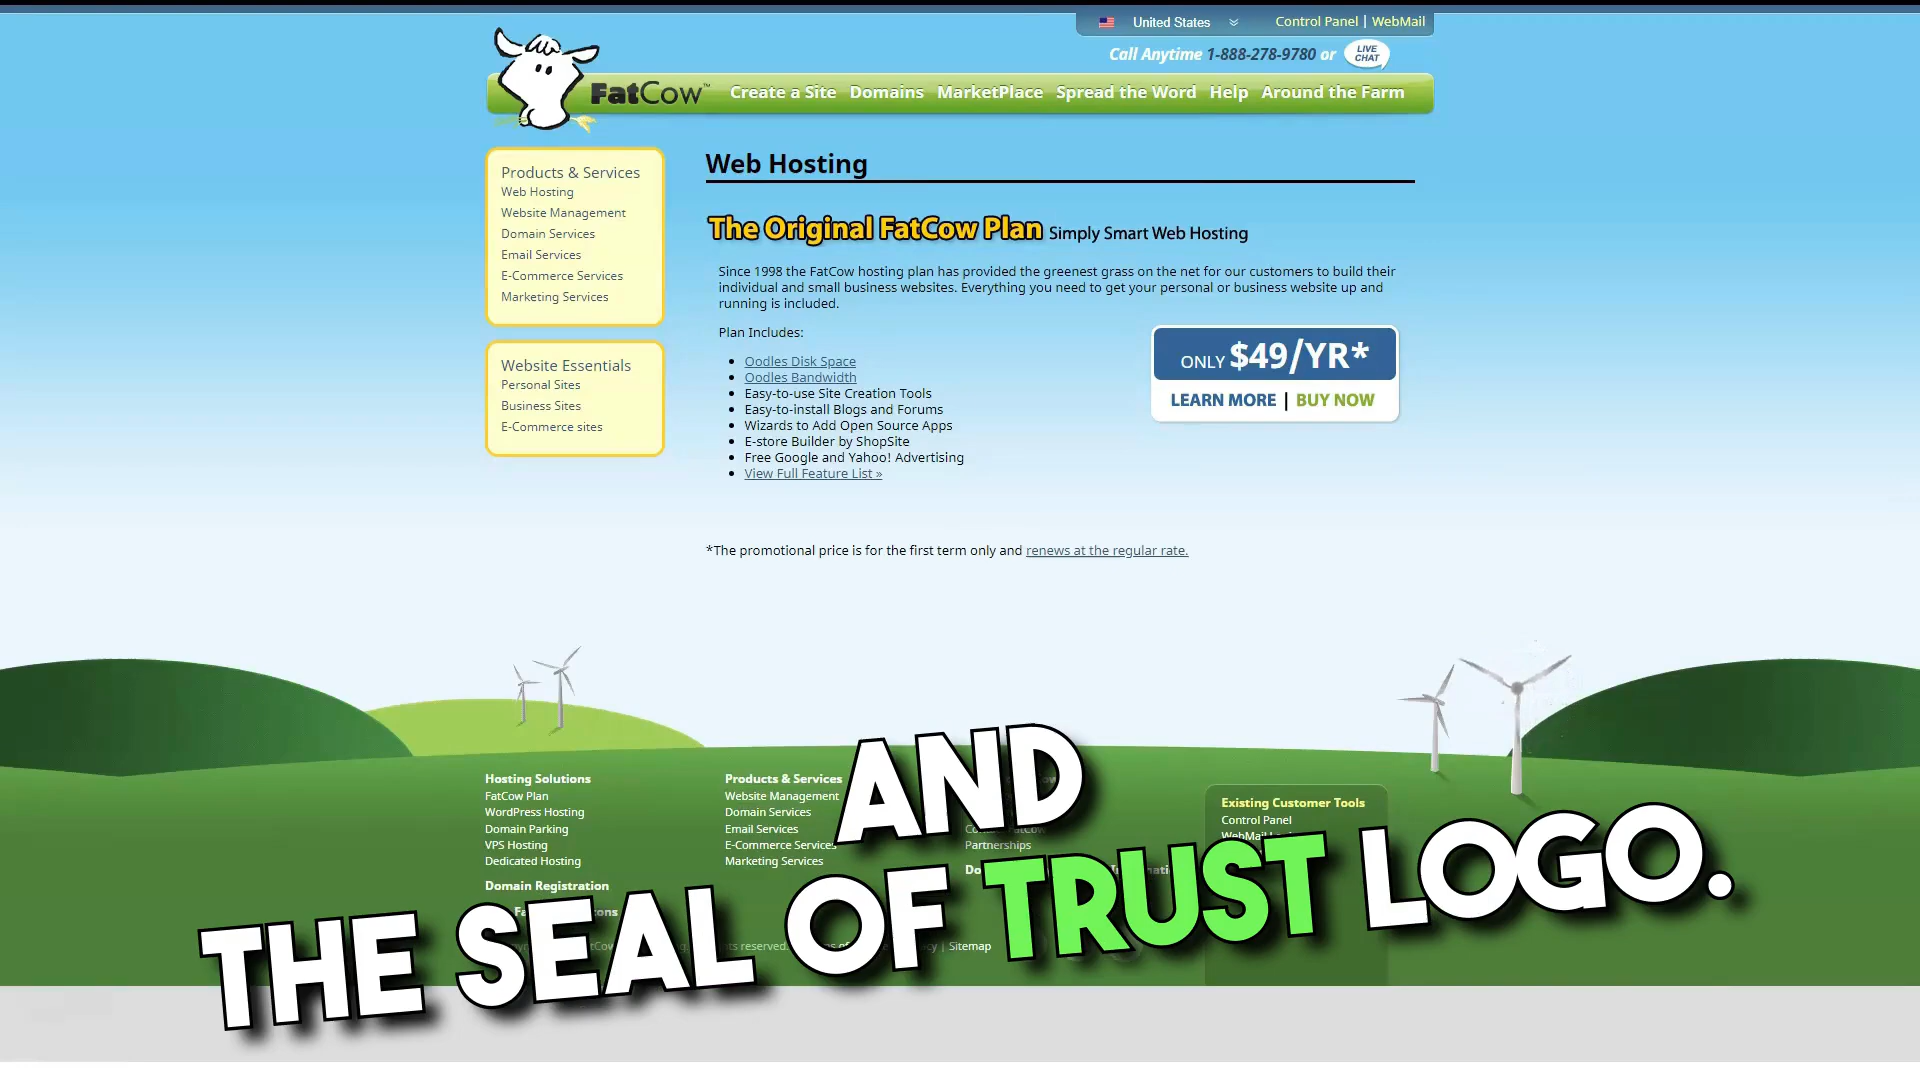 United States
Control Panel | WebMail
Call Anytime 1-888-278-9780 or
LIVE CHAT
FatCow™
Create a Site Domains MarketPlace Spread the Word Help Around the Farm
Products & Services
Web Hosting
Website Management
Domain Services
Email Services
E-Commerce Services
Marketing Services
Website Essentials
Personal Sites
Business Sites
E-Commerce sites
Web Hosting
The Original FatCow Plan Simply Smart Web Hosting
Since 1998 the FatCow hosting plan has provided the greenest grass on the net for our customers to build their
individual and small business websites. Everything you need to get your personal or business website up and
running is included.
Plan Includes:
Oodles Disk Space
Oodles Bandwidth
Easy-to-use Site Creation Tools
Easy-to-install Blogs and Forums
Wizards to Add Open Source Apps
E-store Builder by ShopSite
Free Google and Yahoo! Advertising
View Full Feature List »
ONLY $49/YR*
LEARN MORE | BUY NOW
*The promotional price is for the first term only and renews at the regular rate.
Hosting Solutions
FatCow Plan
WordPress Hosting
Domain Parking
VPS Hosting
Dedicated Hosting
Domain Registration
Products & Services
Website Management
Domain Services
Email Services
E-Commerce Services
Marketing Services
Partnerships
Existing Customer Tools
Control Panel
| Sitemap
AND
THE SEAL OF TRUST LOGO.